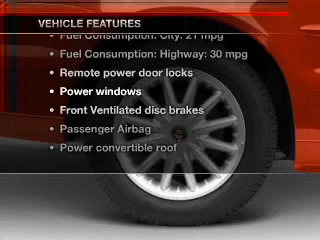 VEHICLE FEATURES
• Fuel Consumption: City: 21 mpg
• Fuel Consumption: Highway: 30 mpg
• Remote power door locks
• Power windows
• Front Ventilated disc brakes
• Passenger Airbag
• Power convertible roof